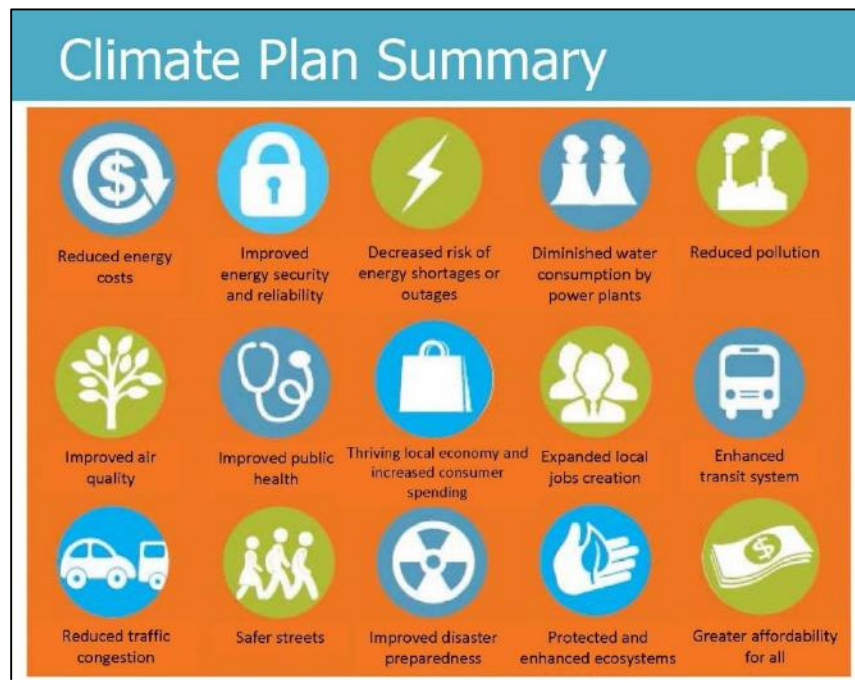 Climate Plan Summary
$
Reduced energy
costs
Improved
energy security
and reliability
Decreased risk of
energy shortages or
outages
Diminished water
consumption by
power plants
Reduced pollution
Improved air
quality
Improved public
health
Thriving local economy and
increased consumer
spending
Expanded local
jobs creation
Enhanced
transit system
Reduced traffic
congestion
Safer streets
Improved disaster
preparedness
Protected and
enhanced ecosystems
$
Greater affordability
for all